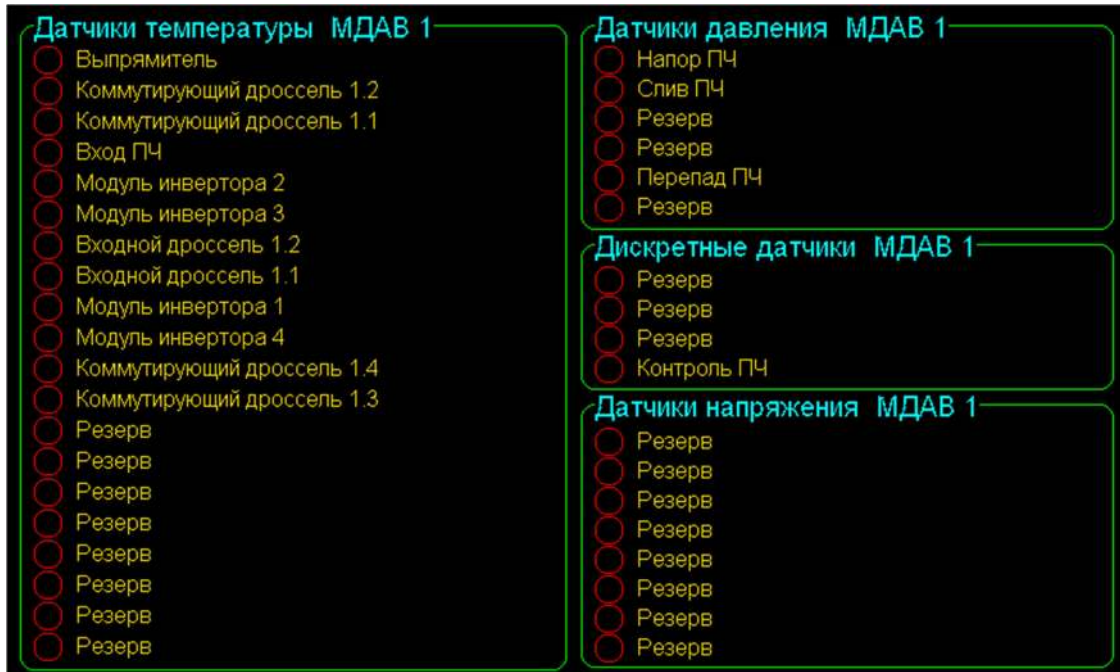 Датчики температуры МДАВ 1
Выпрямитель
Коммутирующий дроссель 1.2
Коммутирующий дроссель 1.1
Вход ПЧ
Модуль инвертора 2
Модуль инвертора 3
Входной дроссель 1.2
Входной дроссель 1.1
Модуль инвертора 1
Модуль инвертора 4
Коммутирующий дроссель 1.4
Коммутирующий дроссель 1.3
Резерв
Резерв
Резерв
Резерв
Резерв
Резерв
Резерв
Резерв
Датчики давления МДАВ 1
Напор ПЧ
Слив ПЧ
Резерв
Резерв
Перепад ПЧ
Резерв
Дискретные датчики МДАВ 1
Резерв
Резерв
Резерв
Контроль ПЧ
Датчики напряжения МДАВ 1
Резерв
Резерв
Резерв
Резерв
Резерв
Резерв
Резерв
Резерв